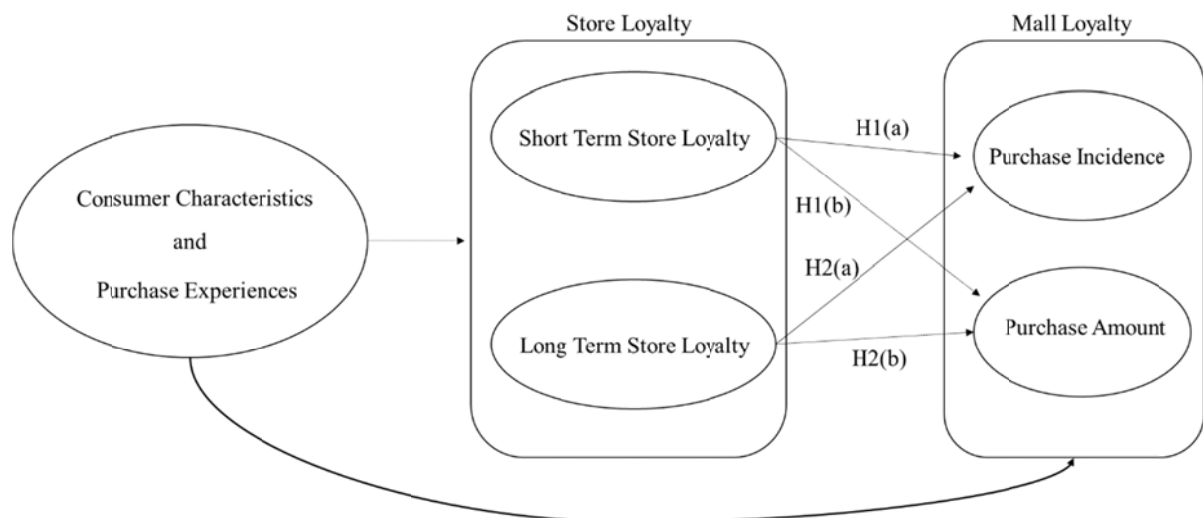 Store Loyalty
Mall Loyalty
Consumer Characteristics
and
Purchase Experiences
Short Term Store Loyalty
Long Term Store Loyalty
H1(a)
H1(b)
H2(a)
H2(b)
Purchase Incidence
Purchase Amount